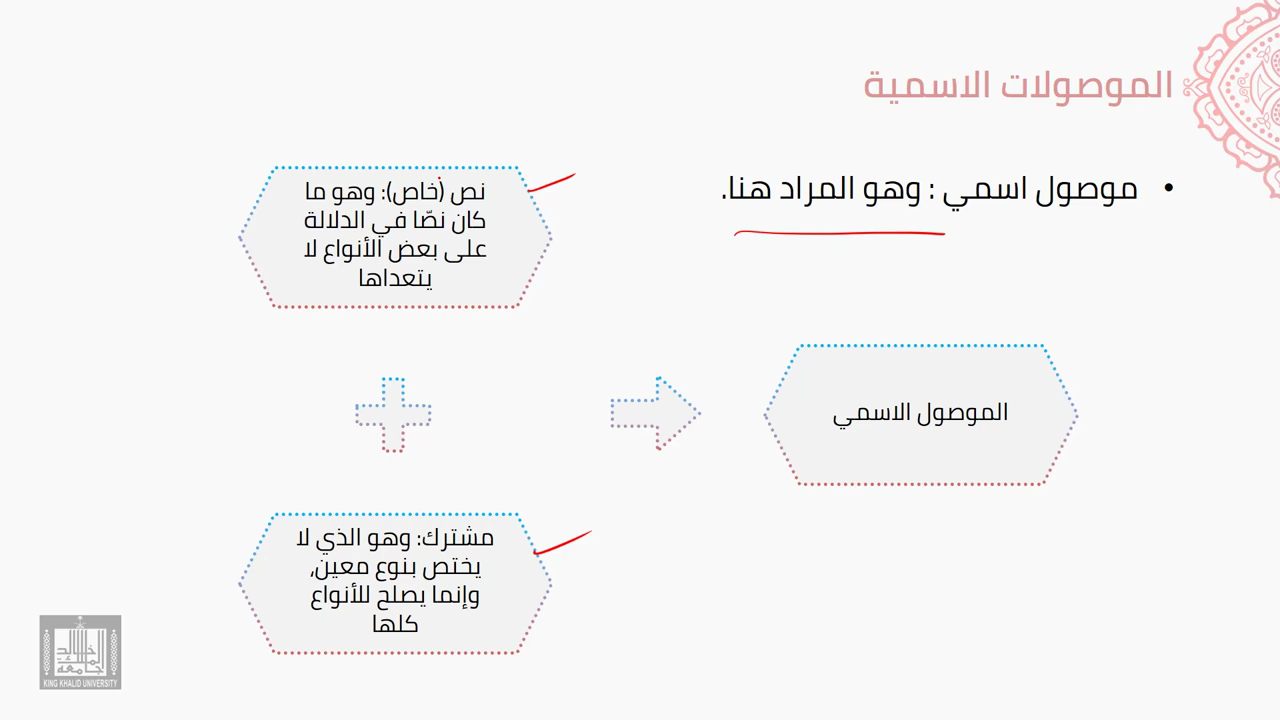 الموصولات الاسمية
• موصول اسمي : وهو المراد هنا.
نص (خاص): وهو ما
كان نصّا في الدلالة
على بعض الأنواع لا
يتعداها
الموصول الاسمي
مشترك: وهو الذي لا
يختص بنوع معين،
وإنما يصلح للأنواع
كلها
جامعة الملك خالد
KING KHALID UNIVERSITY